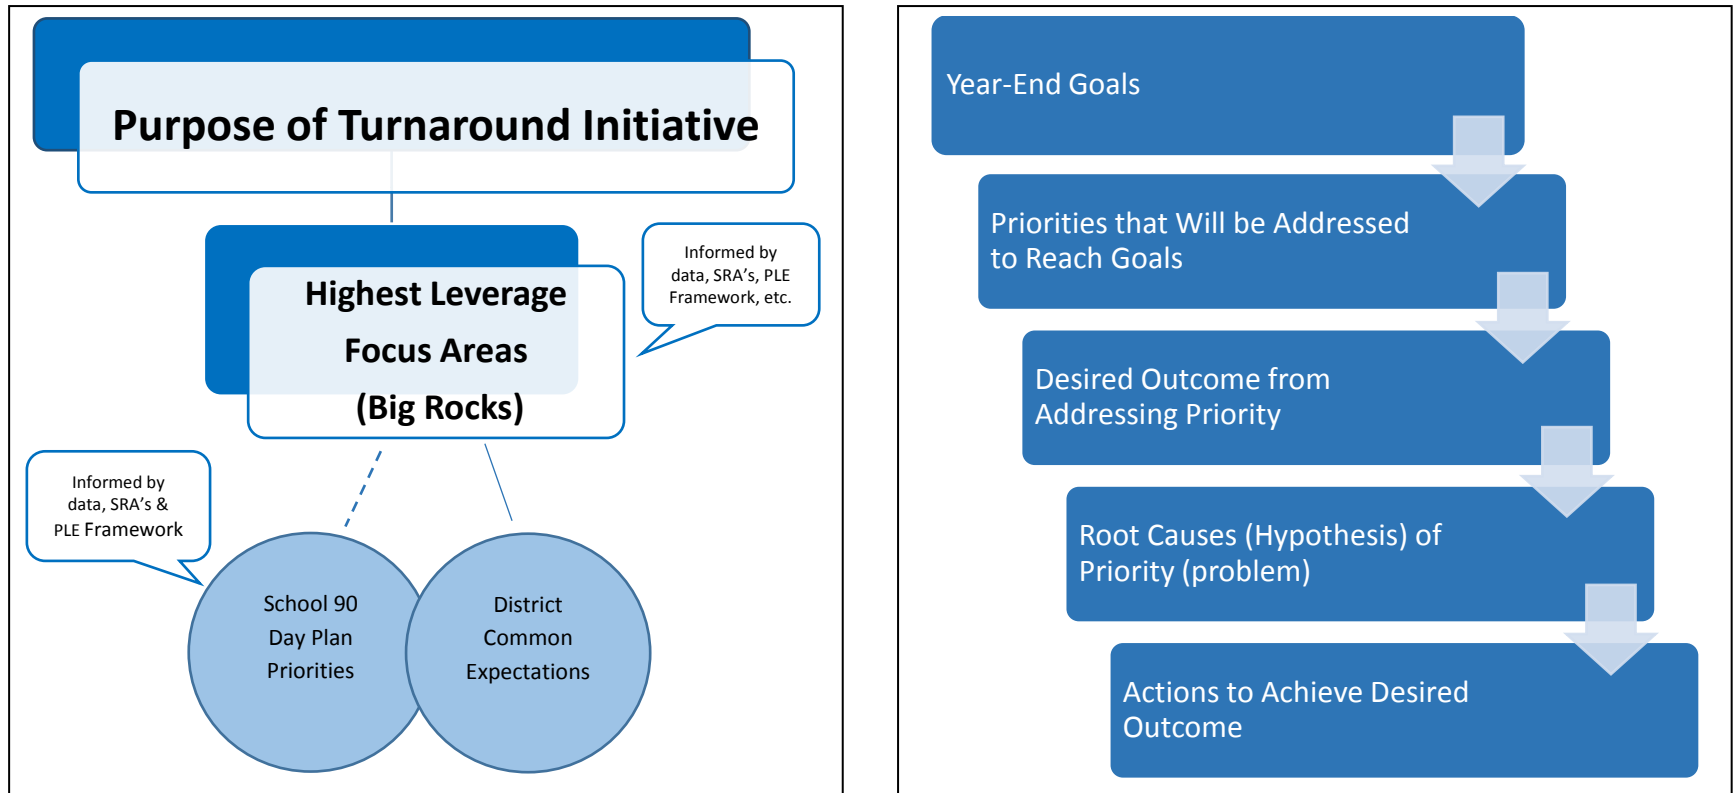 Purpose of Turnaround Initiative
Highest Leverage
Focus Areas
(Big Rocks)
Informed by
data, SRA's, PLE
Framework, etc.
Informed by
data, SRA's &
PLE Framework
School 90
Day Plan
Priorities
District
Common
Expectations
Year-End Goals
Priorities that Will be Addressed
to Reach Goals
Desired Outcome from
Addressing Priority
Root Causes (Hypothesis) of
Priority (problem)
Actions to Achieve Desired
Outcome